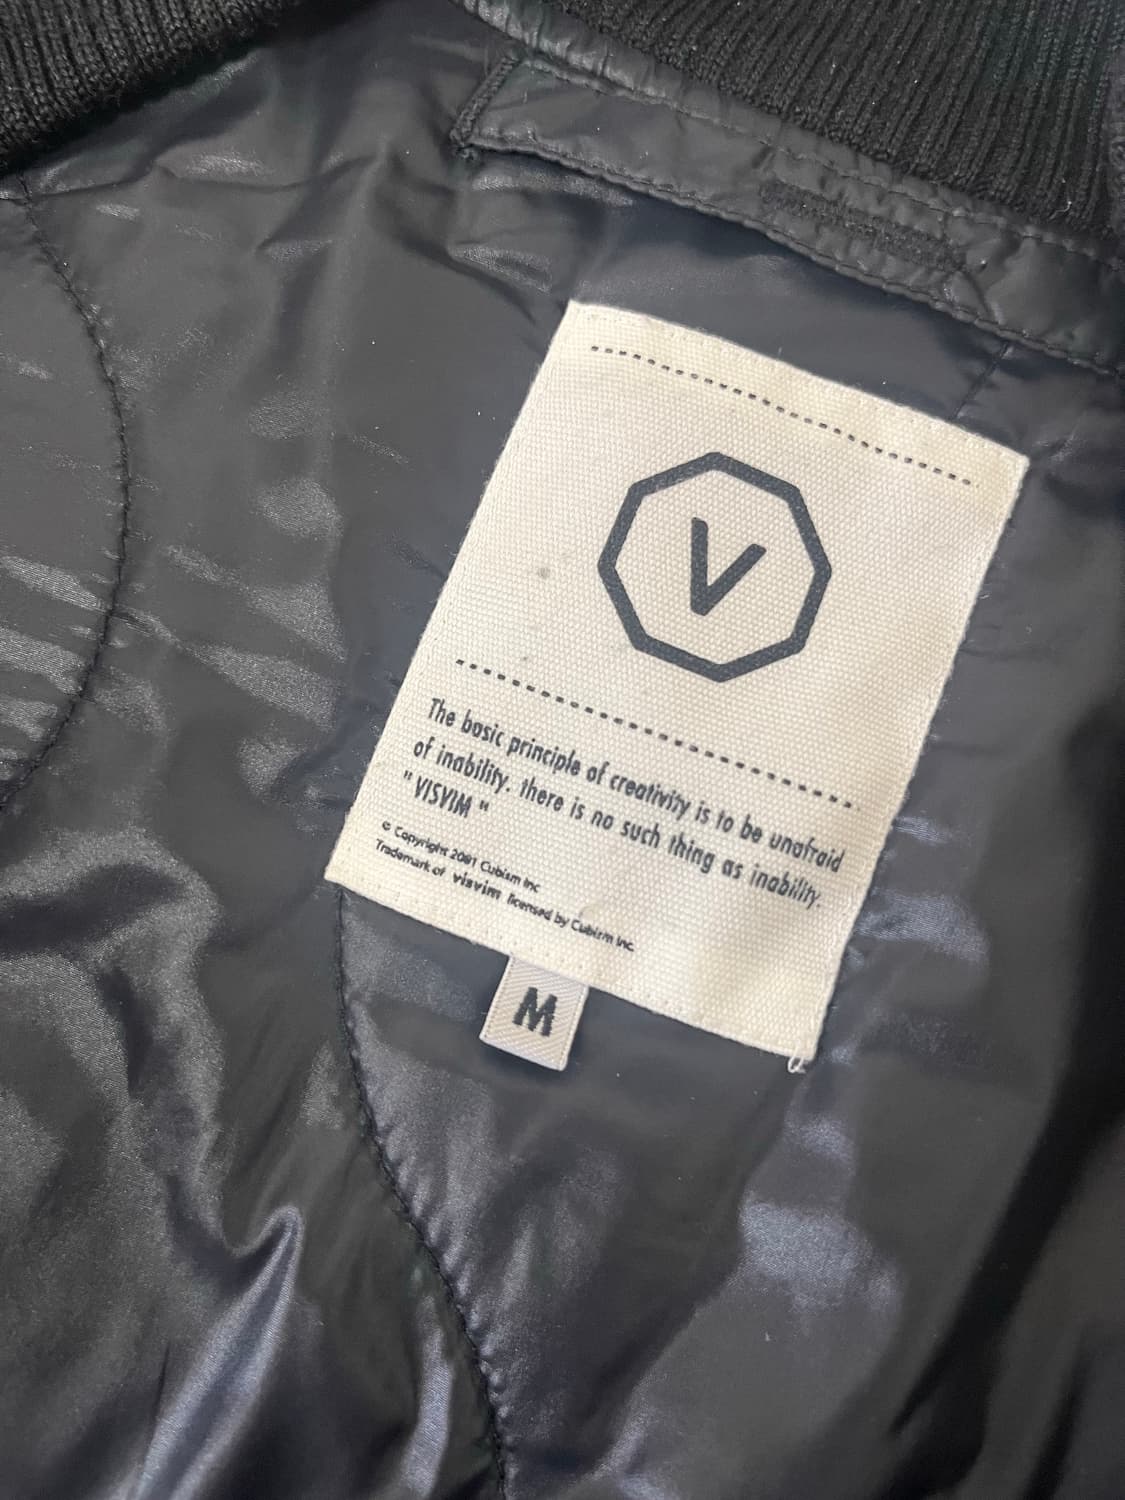 V
The basic principle of creativity is to be unafraid
of inability. there is no such thing as inability.
" VISVIM "
© Copyright 2001 Cubism Inc
Trademark of visvim licensed by Cubism Inc.
M